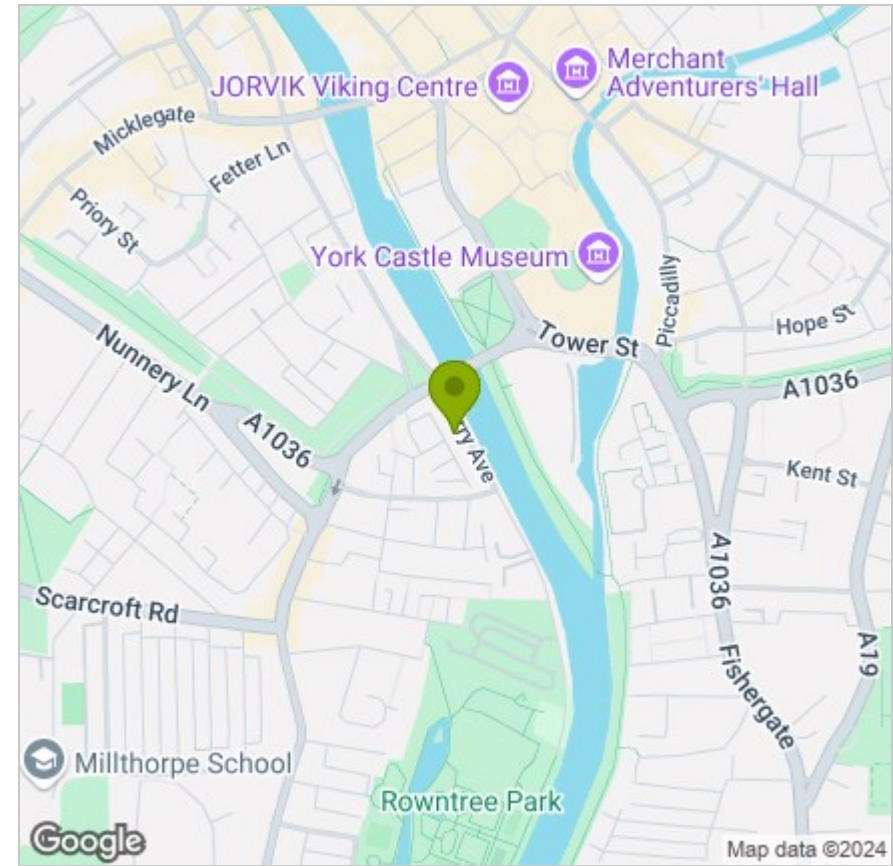 JORVIK Viking Centre
Merchant
Adventurers' Hall
Micklegate
Fetter Ln
Priory St
York Castle Museum
Piccadilly
Hope St
Tower St
Nunnery Ln
A1036
A1036
Kent St
A1036
Scarcroft Rd
A19
Fishergate
Millthorpe School
Rowntree Park
Google
Map data ©2024